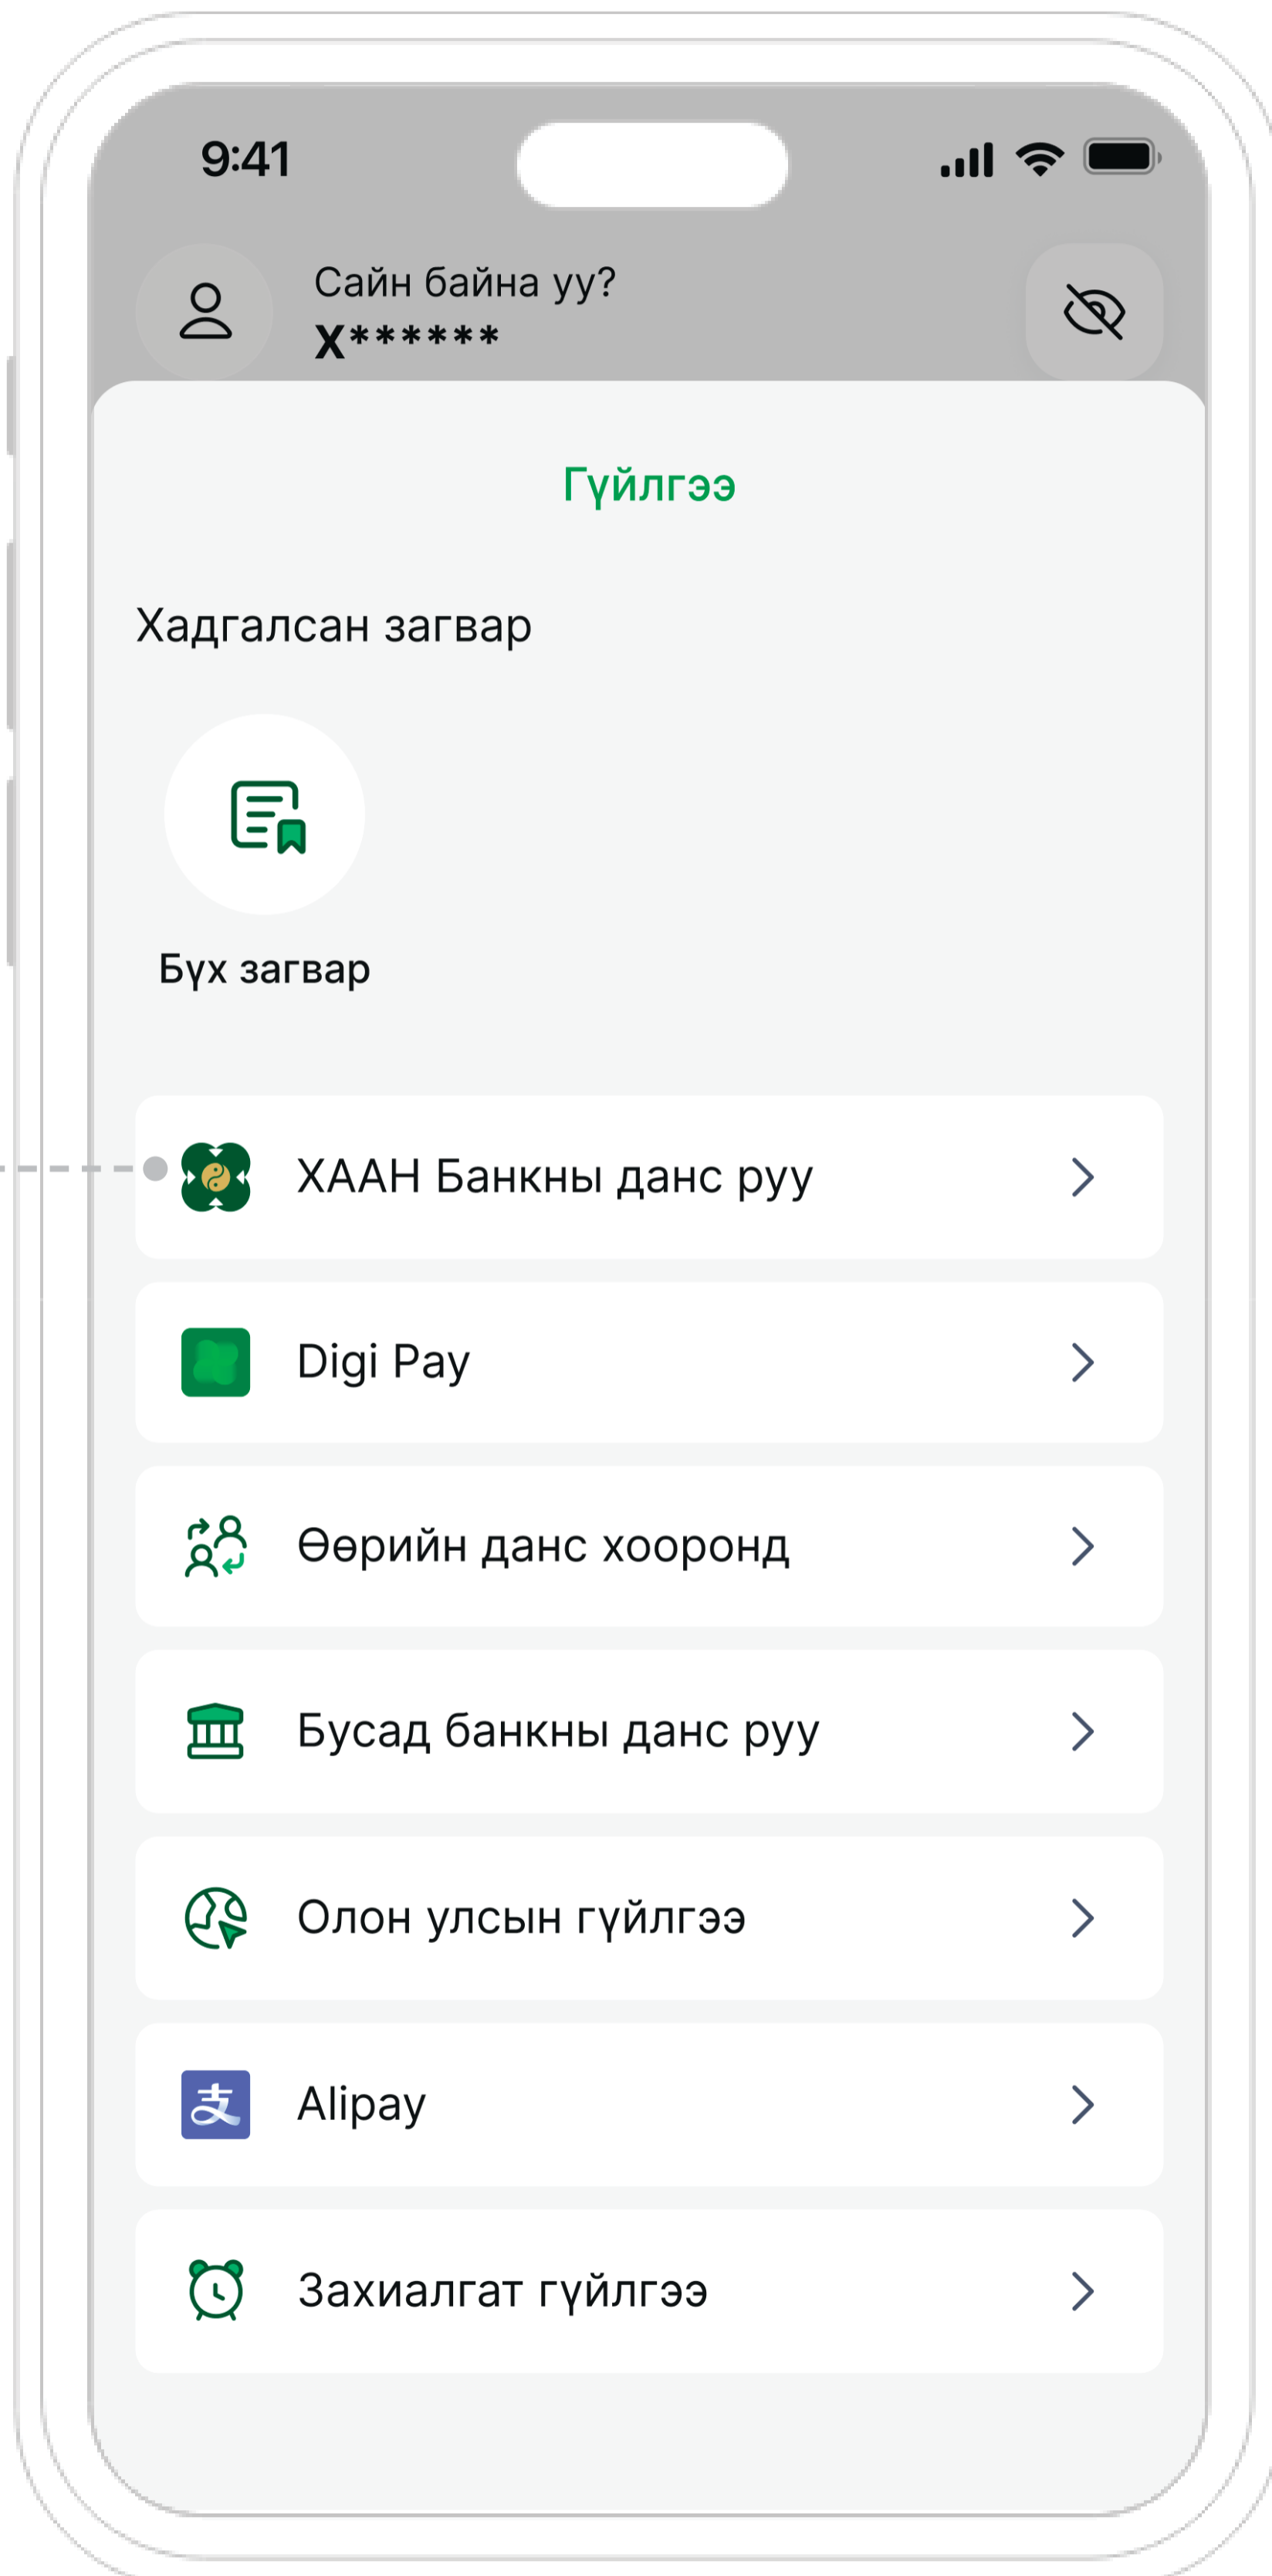 9:41
Сайн байна уу?
Х******
Гүйлгээ
Хадгалсан загвар
Бүх загвар
ХААН Банкны данс руу
Digi Pay
Өөрийн данс хооронд
Бусад банкны данс руу
Олон улсын гүйлгээ
支
Alipay
Захиалгат гүйлгээ